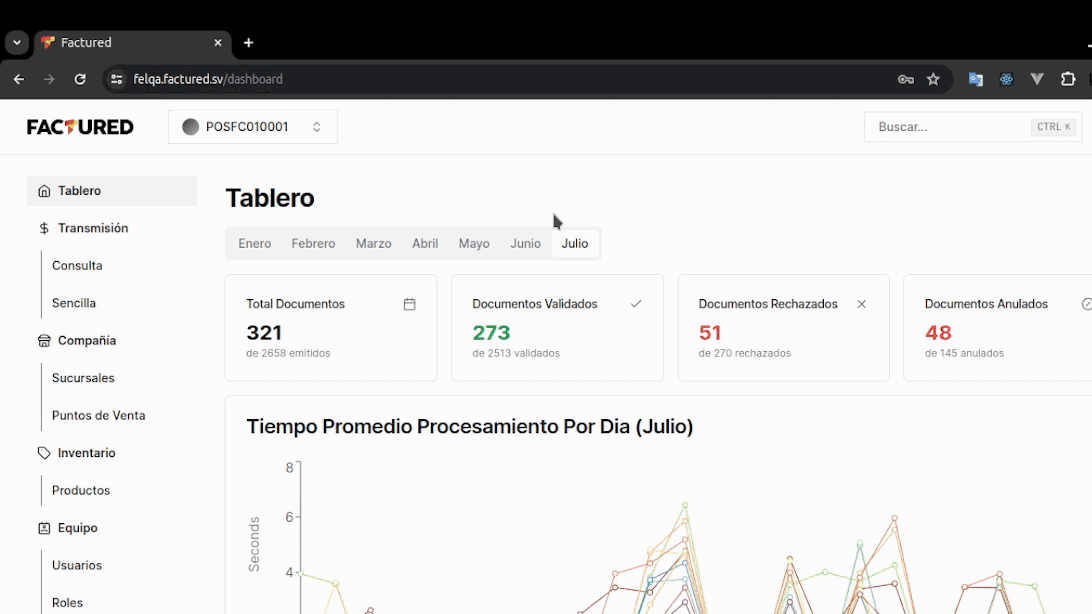 Factured
felqa.factured.sv/dashboard
FACTURED
POSFC010001
Buscar...
CTRL K
Tablero
Transmisión
Consulta
Sencilla
Compañía
Sucursales
Puntos de Venta
Inventario
Productos
Equipo
Usuarios
Roles
Tablero
Enero Febrero Marzo Abril Mayo Junio Julio
Total Documentos
321
de 2658 emitidos
Documentos Validados
273
de 2513 validados
Documentos Rechazados
51
de 270 rechazados
Documentos Anulados
48
de 145 anulados
Tiempo Promedio Procesamiento Por Dia (Julio)
8
6
4
Seconds